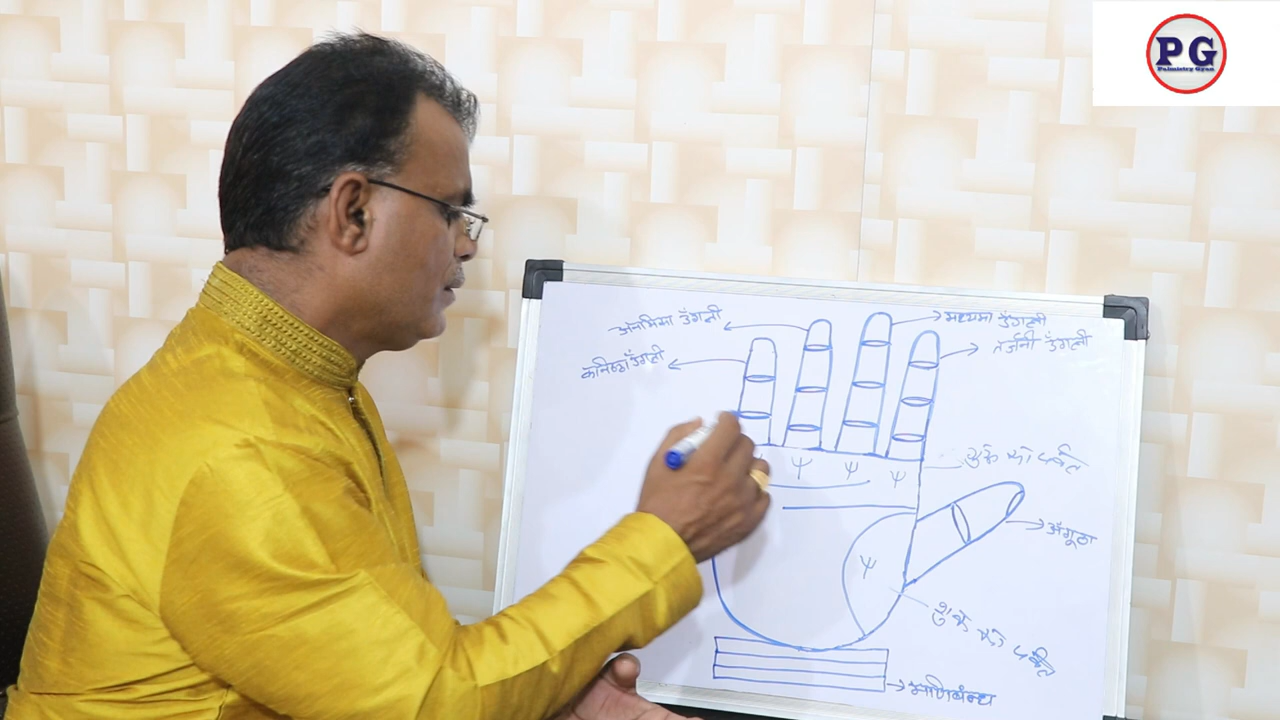 PG
Palmistry Gyan
अनामिका उँगली
मध्यमा उँगली
तर्जनी उँगली
कनिष्ठा उँगली
गुरु का पर्वत
अँगूठा
शुक्र का पर्वत
मणिबंन्ध